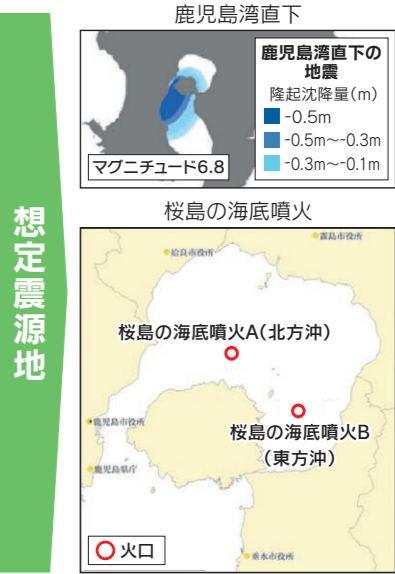 想定震源地
鹿児島湾直下
鹿児島湾直下の
地震
隆起沈降量(m)
-0.5m
-0.5m～-0.3m
-0.3m～-0.1m
マグニチュード6.8
桜島の海底噴火
霧島市役所
姶良市役所
桜島の海底噴火A(北方沖)
鹿児島市役所
桜島の海底噴火B
(東方沖)
鹿児島県庁
火口
垂水市役所